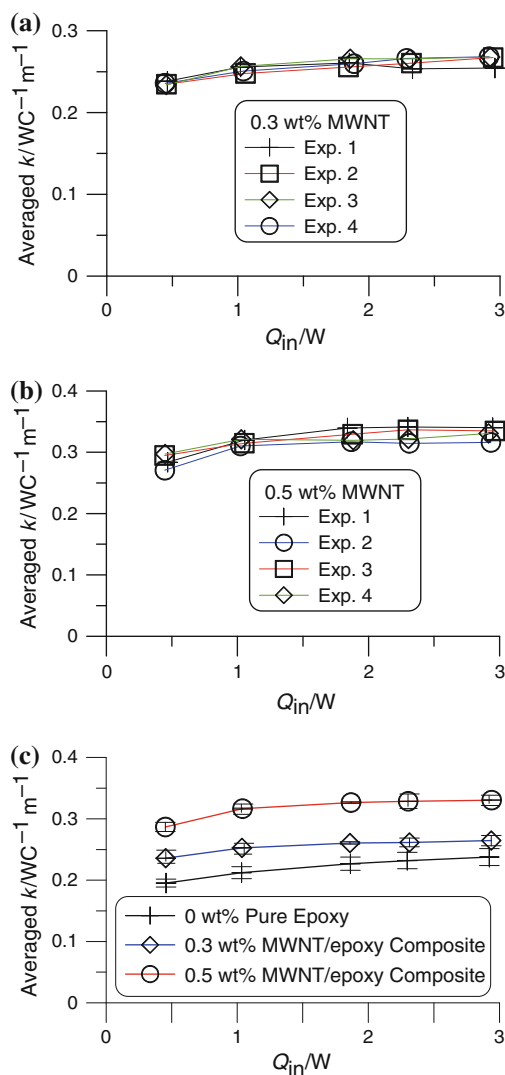 (a)
0.3
0.2
0.1
0
Averaged k/WC⁻¹m⁻¹
0.3 wt% MWNT
Exp. 1
Exp. 2
Exp. 3
Exp. 4
0 1 2 3
Qin/W
(b)
0.4
0.3
0.2
0.1
0
Averaged k/WC⁻¹m⁻¹
0.5 wt% MWNT
Exp. 1
Exp. 2
Exp. 3
Exp. 4
0 1 2 3
Qin/W
(c)
0.4
0.3
0.2
0.1
0
Averaged k/WC⁻¹m⁻¹
0 wt% Pure Epoxy
0.3 wt% MWNT/epoxy Composite
0.5 wt% MWNT/epoxy Composite
0 1 2 3
Qin/W